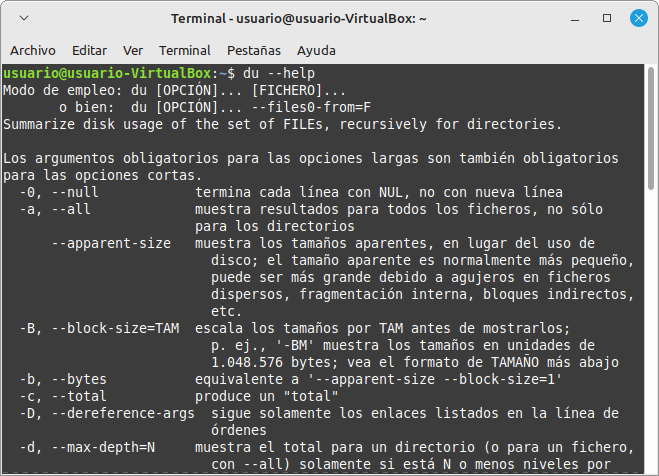 Terminal - usuario@usuario-VirtualBox: ~
Archivo Editar Ver Terminal Pestañas Ayuda
usuario@usuario-VirtualBox:~$ du --help
Modo de empleo: du [OPCIÓN]... [FICHERO]...
       o bien:  du [OPCIÓN]... --files0-from=F
Summarize disk usage of the set of FILEs, recursively for directories.

Los argumentos obligatorios para las opciones largas son también obligatorios
para las opciones cortas.
  -0, --null            termina cada línea con NUL, no con nueva línea
  -a, --all             muestra resultados para todos los ficheros, no sólo
                        para los directorios
      --apparent-size   muestra los tamaños aparentes, en lugar del uso de
                          disco; el tamaño aparente es normalmente más pequeño,
                          puede ser más grande debido a agujeros en ficheros
                          dispersos, fragmentación interna, bloques indirectos,
                          etc.
  -B, --block-size=TAM  escala los tamaños por TAM antes de mostrarlos;
                          p. ej., '-BM' muestra los tamaños en unidades de
                          1.048.576 bytes; vea el formato de TAMAÑO más abajo
  -b, --bytes           equivalente a '--apparent-size --block-size=1'
  -c, --total           produce un "total"
  -D, --dereference-args  sigue solamente los enlaces listados en la línea de
                          órdenes
  -d, --max-depth=N     muestra el total para un directorio (o para un fichero,
                          con --all) solamente si está N o menos niveles por